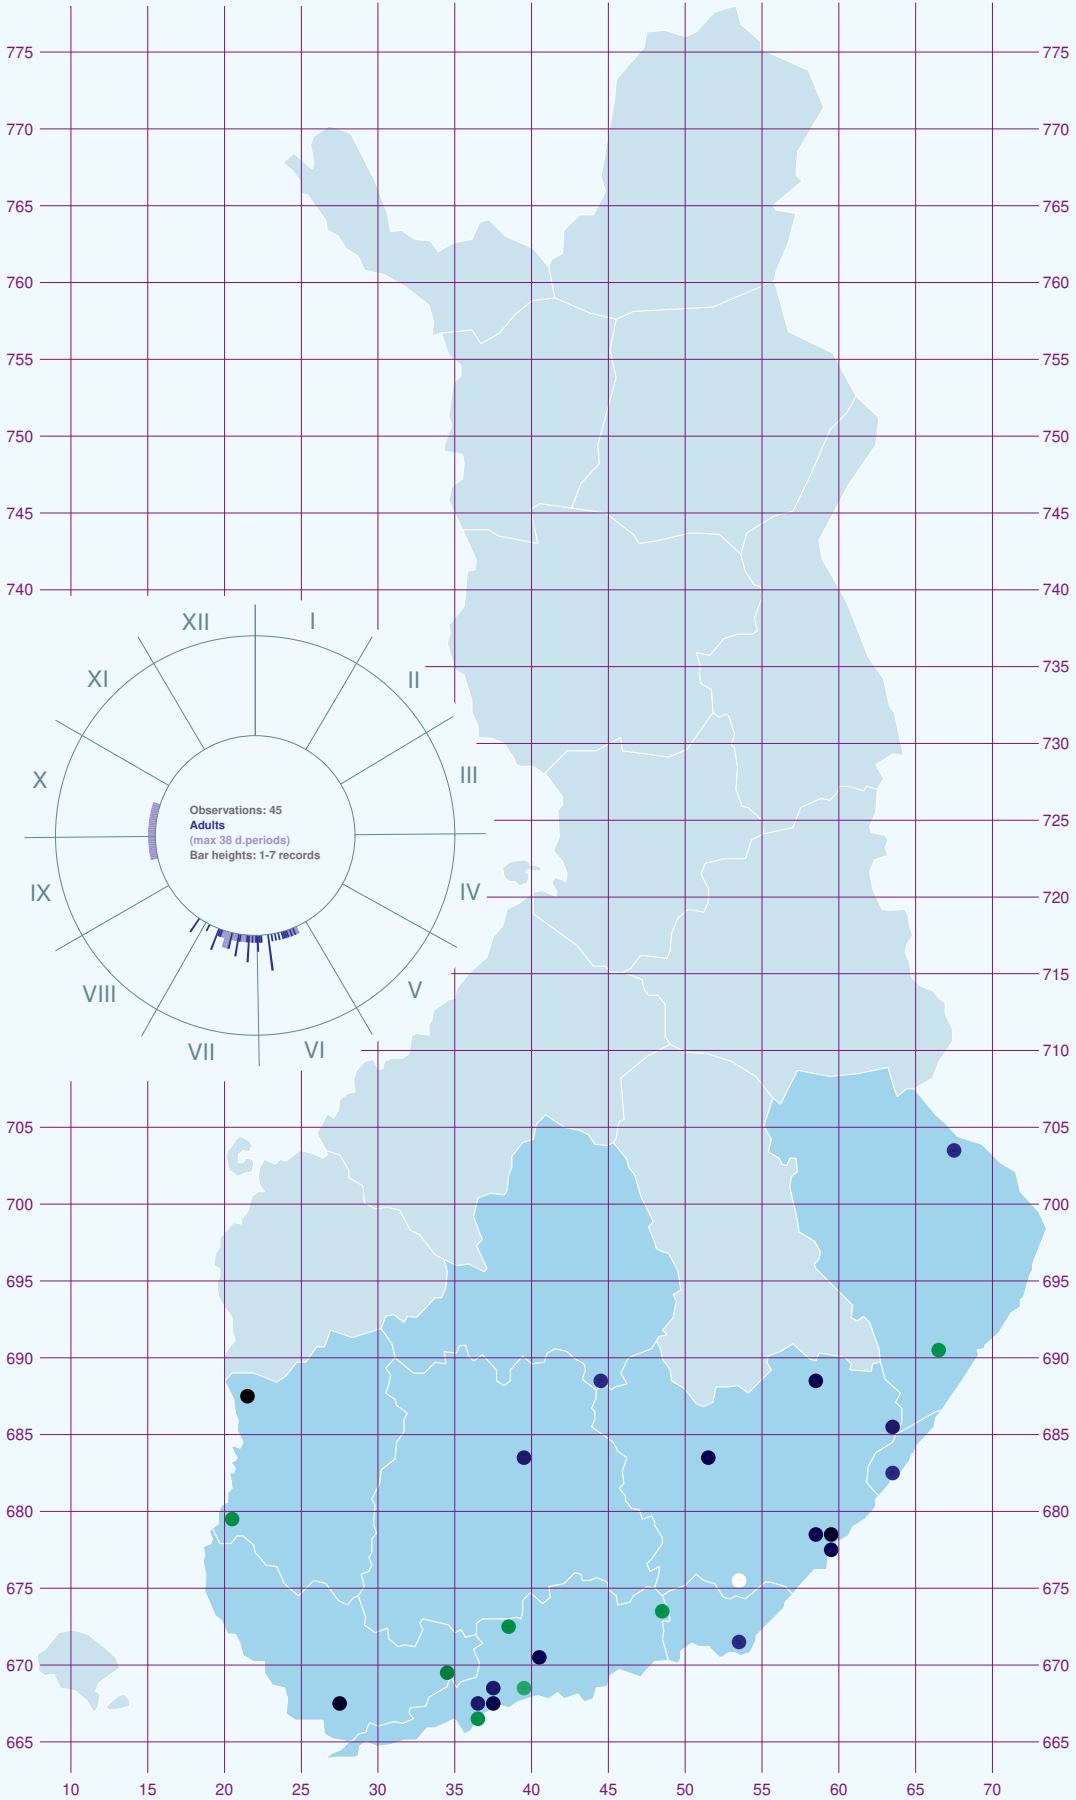 775 775
770 770
765 765
760 760
755 755
750 750
745 745
740 740
XII I
735 735
XI II
730 730
X III
Observations: 45
Adults
(max 38 d.periods)
Bar heights: 1-7 records
725 725
IX IV
720 720
715 715
VIII V
VII VI
710 710
705 705
700 700
695 695
690 690
685 685
680 680
675 675
670 670
665 665
10 15 20 25 30 35 40 45 50 55 60 65 70